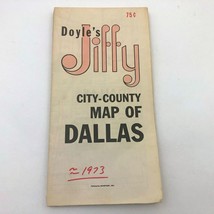 75¢
Doyle's
Jiffy
CITY-COUNTY
MAP OF
DALLAS
≈ 1973